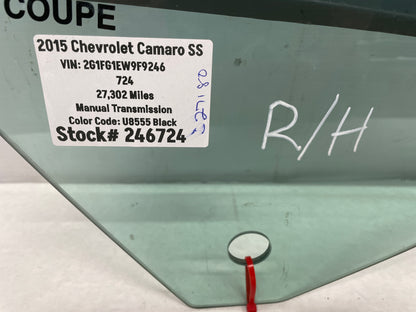 COUPE
2015 Chevrolet Camaro SS
VIN: 2G1FG1EW9F9246
724
27,302 Miles
Manual Transmission
Color Code: U8555 Black
Stock# 246724
R/H